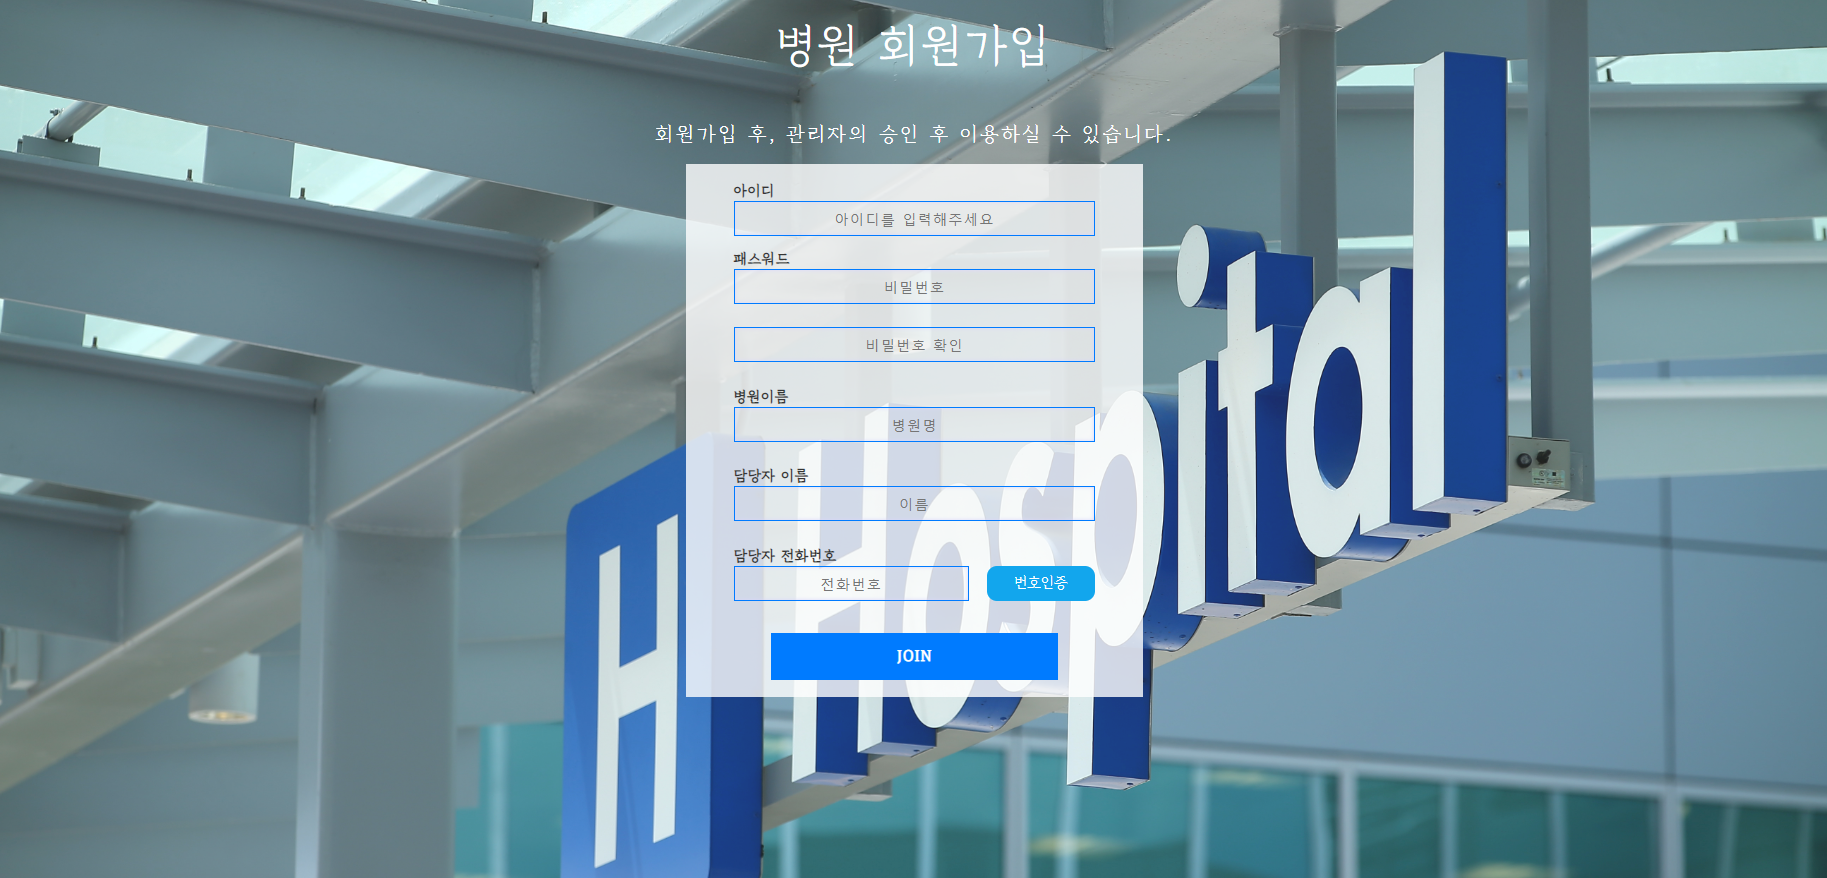 병원 회원가입
회원가입 후, 관리자의 승인 후 이용하실 수 있습니다.
아이디
아이디를 입력해주세요
패스워드
비밀번호
비밀번호 확인
병원이름
병원명
담당자 이름
이름
담당자 전화번호
전화번호 번호인증
JOIN
H Hospital